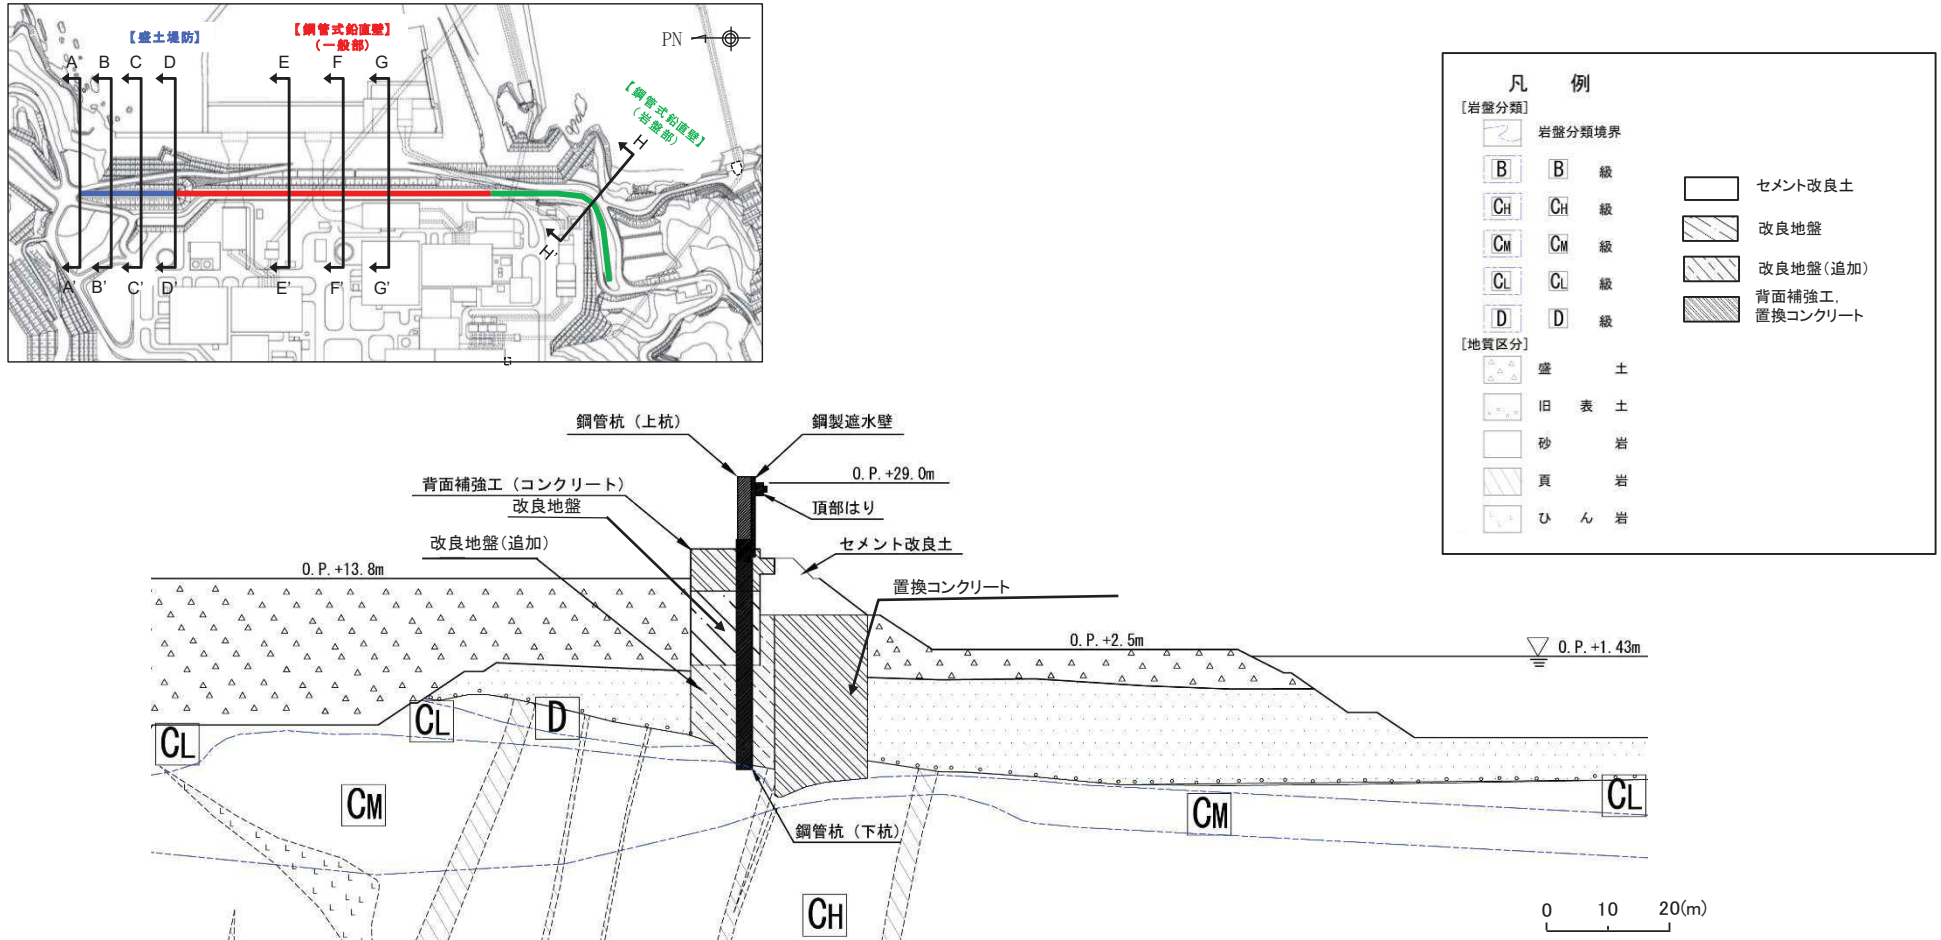 【盛土堤防】
【鋼管式鉛直壁】
(一般部)
PN
A B C D E F G
【鋼管式鉛直壁】
(岩盤部)
H
H'
A' B' C' D' E' F' G'
凡 例
[岩盤分類]
岩盤分類境界
B B 級
CH CH 級
CM CM 級
CL CL 級
D D 級
[地質区分]
盛 土
旧 表 土
砂 岩
頁 岩
ひ ん 岩
セメント改良土
改良地盤
改良地盤(追加)
背面補強工,
置換コンクリート
鋼管杭（上杭）
鋼製遮水壁
O.P.+29.0m
背面補強工（コンクリート）
改良地盤
頂部はり
改良地盤(追加)
セメント改良土
O.P.+13.8m
置換コンクリート
O.P.+2.5m
O.P.+1.43m
CL
CL
D
CM
CM
CL
鋼管杭（下杭）
CH
0 10 20(m)